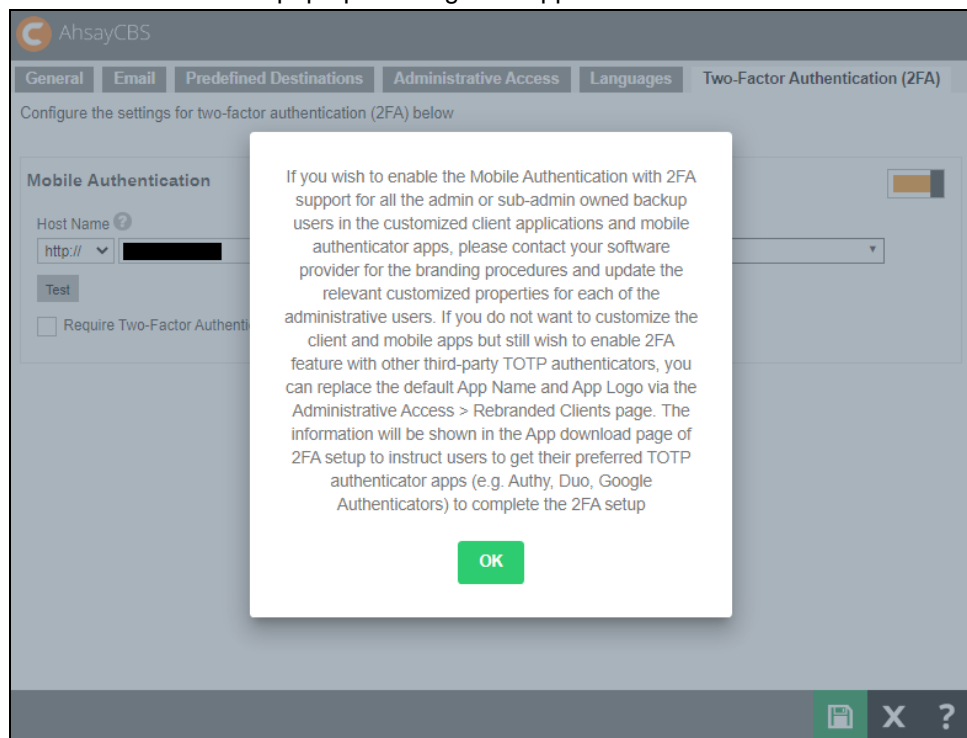 AhsayCBS
General Email Predefined Destinations Administrative Access Languages Two-Factor Authentication (2FA)
Configure the settings for two-factor authentication (2FA) below
Mobile Authentication
Host Name ?
http://
Test
Require Two-Factor Authenti
If you wish to enable the Mobile Authentication with 2FA
support for all the admin or sub-admin owned backup
users in the customized client applications and mobile
authenticator apps, please contact your software
provider for the branding procedures and update the
relevant customized properties for each of the
administrative users. If you do not want to customize the
client and mobile apps but still wish to enable 2FA
feature with other third-party TOTP authenticators, you
can replace the default App Name and App Logo via the
Administrative Access > Rebranded Clients page. The
information will be shown in the App download page of
2FA setup to instruct users to get their preferred TOTP
authenticator apps (e.g. Authy, Duo, Google
Authenticators) to complete the 2FA setup
OK
X ?